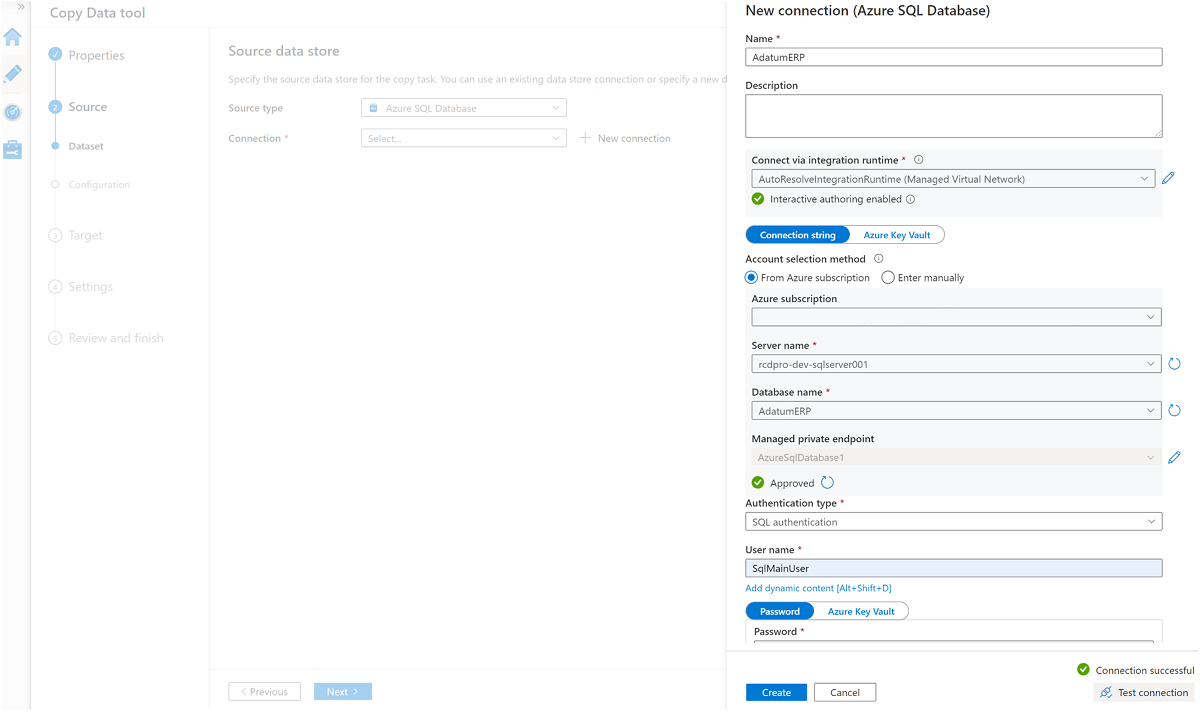 Copy Data tool
Properties
2 Source
Dataset
Configuration
3 Target
4 Settings
5 Review and finish
Source data store
Specify the source data store for the copy task. You can use an existing data store connection or specify a new d
Source type Azure SQL Database
Connection * Select... New connection
Previous Next
New connection (Azure SQL Database)
Name *
AdatumERP
Description
Connect via integration runtime *
AutoResolveIntegrationRuntime (Managed Virtual Network)
Interactive authoring enabled
Connection string Azure Key Vault
Account selection method
From Azure subscription Enter manually
Azure subscription
Server name *
rcdpro-dev-sqlserver001
Database name *
AdatumERP
Managed private endpoint
AzureSqlDatabase1
Approved
Authentication type *
SQL authentication
User name *
SqlMainUser
Add dynamic content [Alt+Shift+D]
Password Azure Key Vault
Password *
Connection successful
Create Cancel Test connection